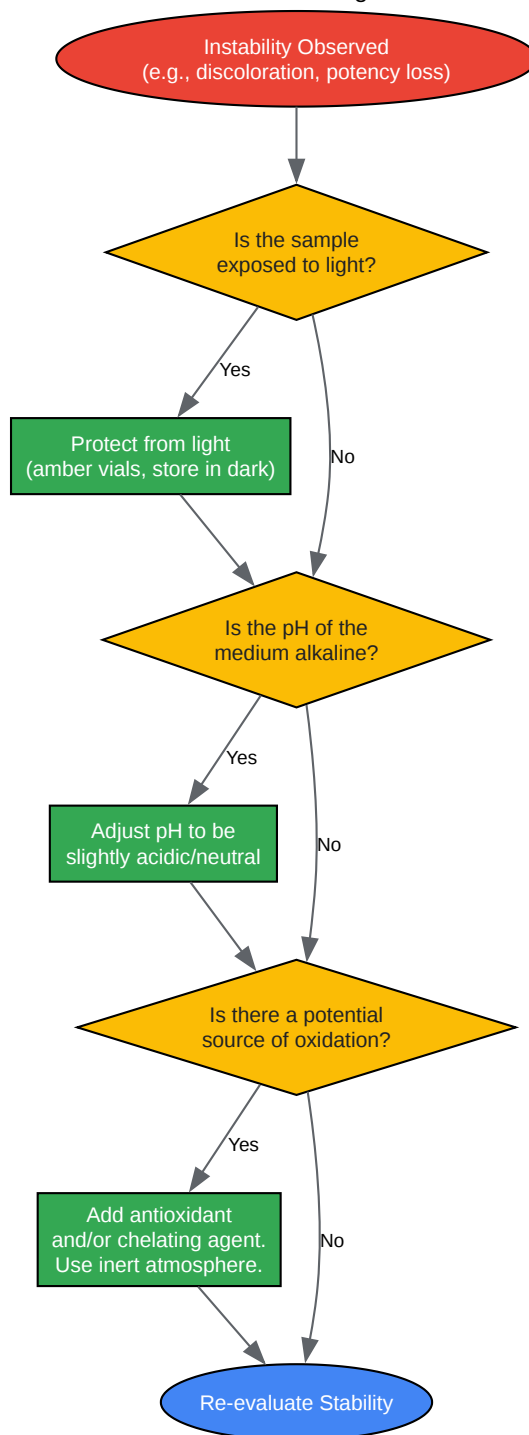 Instability Observed
(e.g., discoloration, potency loss)
Is the sample
exposed to light?
Yes
Protect from light
(amber vials, store in dark)
No
Is the pH of the
medium alkaline?
Yes
Adjust pH to be
slightly acidic/neutral
No
Is there a potential
source of oxidation?
Yes
Add antioxidant
and/or chelating agent.
Use inert atmosphere.
No
Re-evaluate Stability